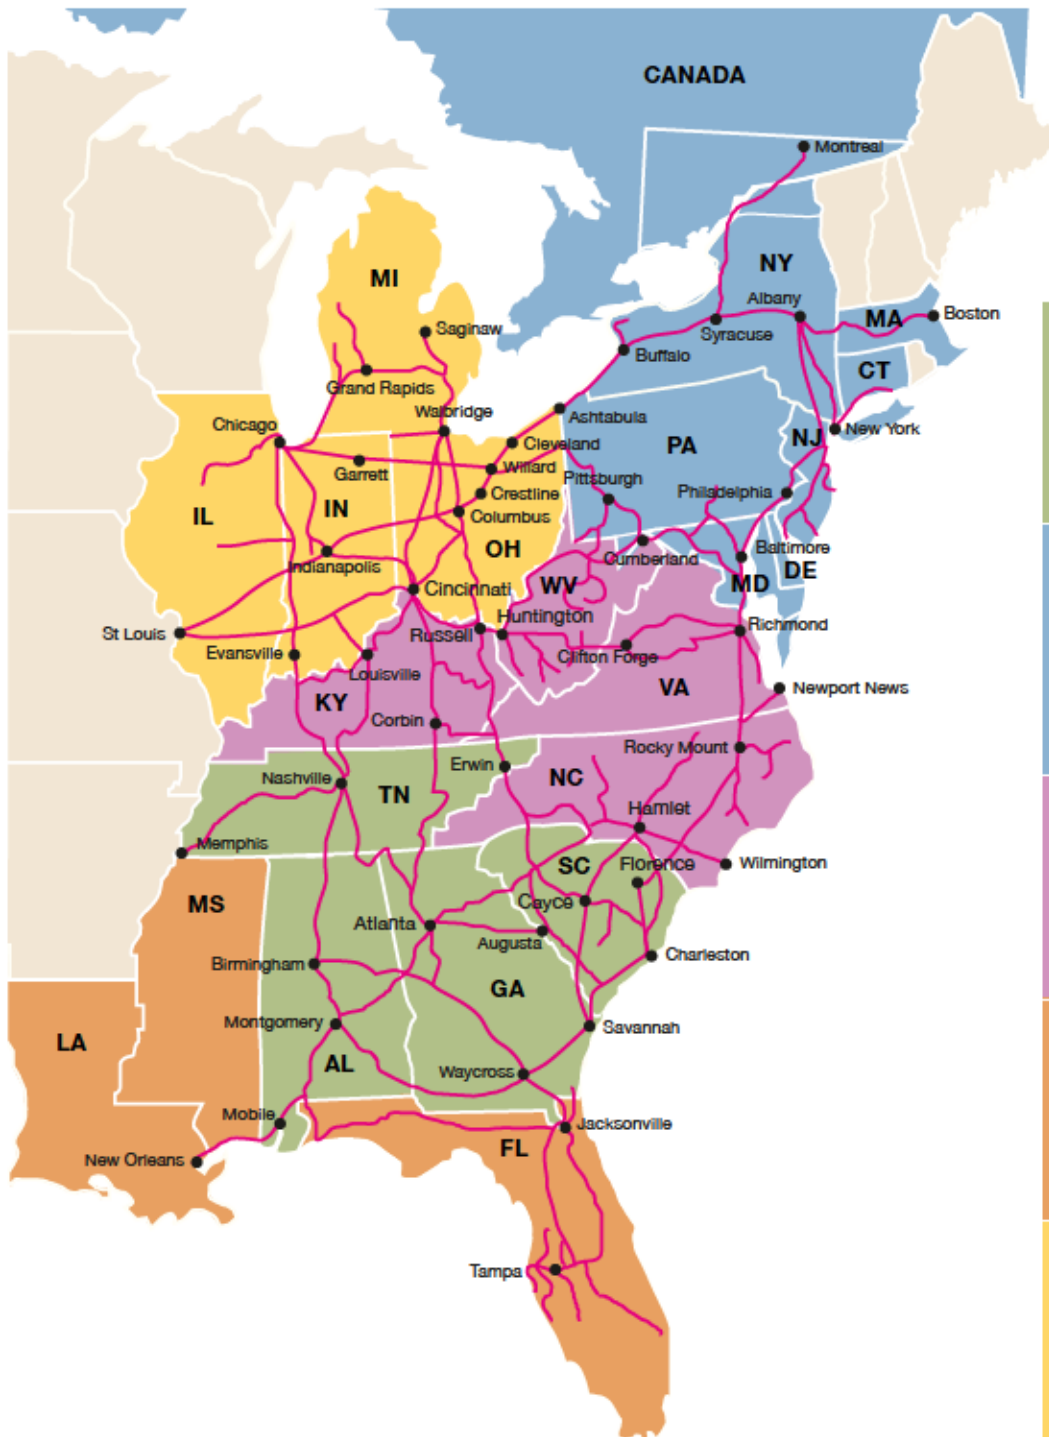 CANADA
Montreal
NY
MI
Albany
MA
Boston
Saginaw
Syracuse
Buffalo
CT
Grand Rapids
Walbridge
Ashtabula
Chicago
New York
NJ
Cleveland
PA
Willard
Garrett
Pittsburgh
Crestline
Philadelphia
IL
IN
Columbus
OH
Baltimore
Cumberland
Indianapolis
DE
MD
WV
Cincinnati
Huntington
Richmond
St Louis
Russell
Evansville
Clifton Forge
Louisville
VA
Newport News
KY
Corbin
Rocky Mount
Erwin
Nashville
NC
TN
Hamlet
Memphis
Florence
Wilmington
SC
MS
Cayce
Atlanta
Augusta
Charleston
Birmingham
GA
Montgomery
Savannah
LA
AL
Waycross
Mobile
Jacksonville
FL
New Orleans
Tampa